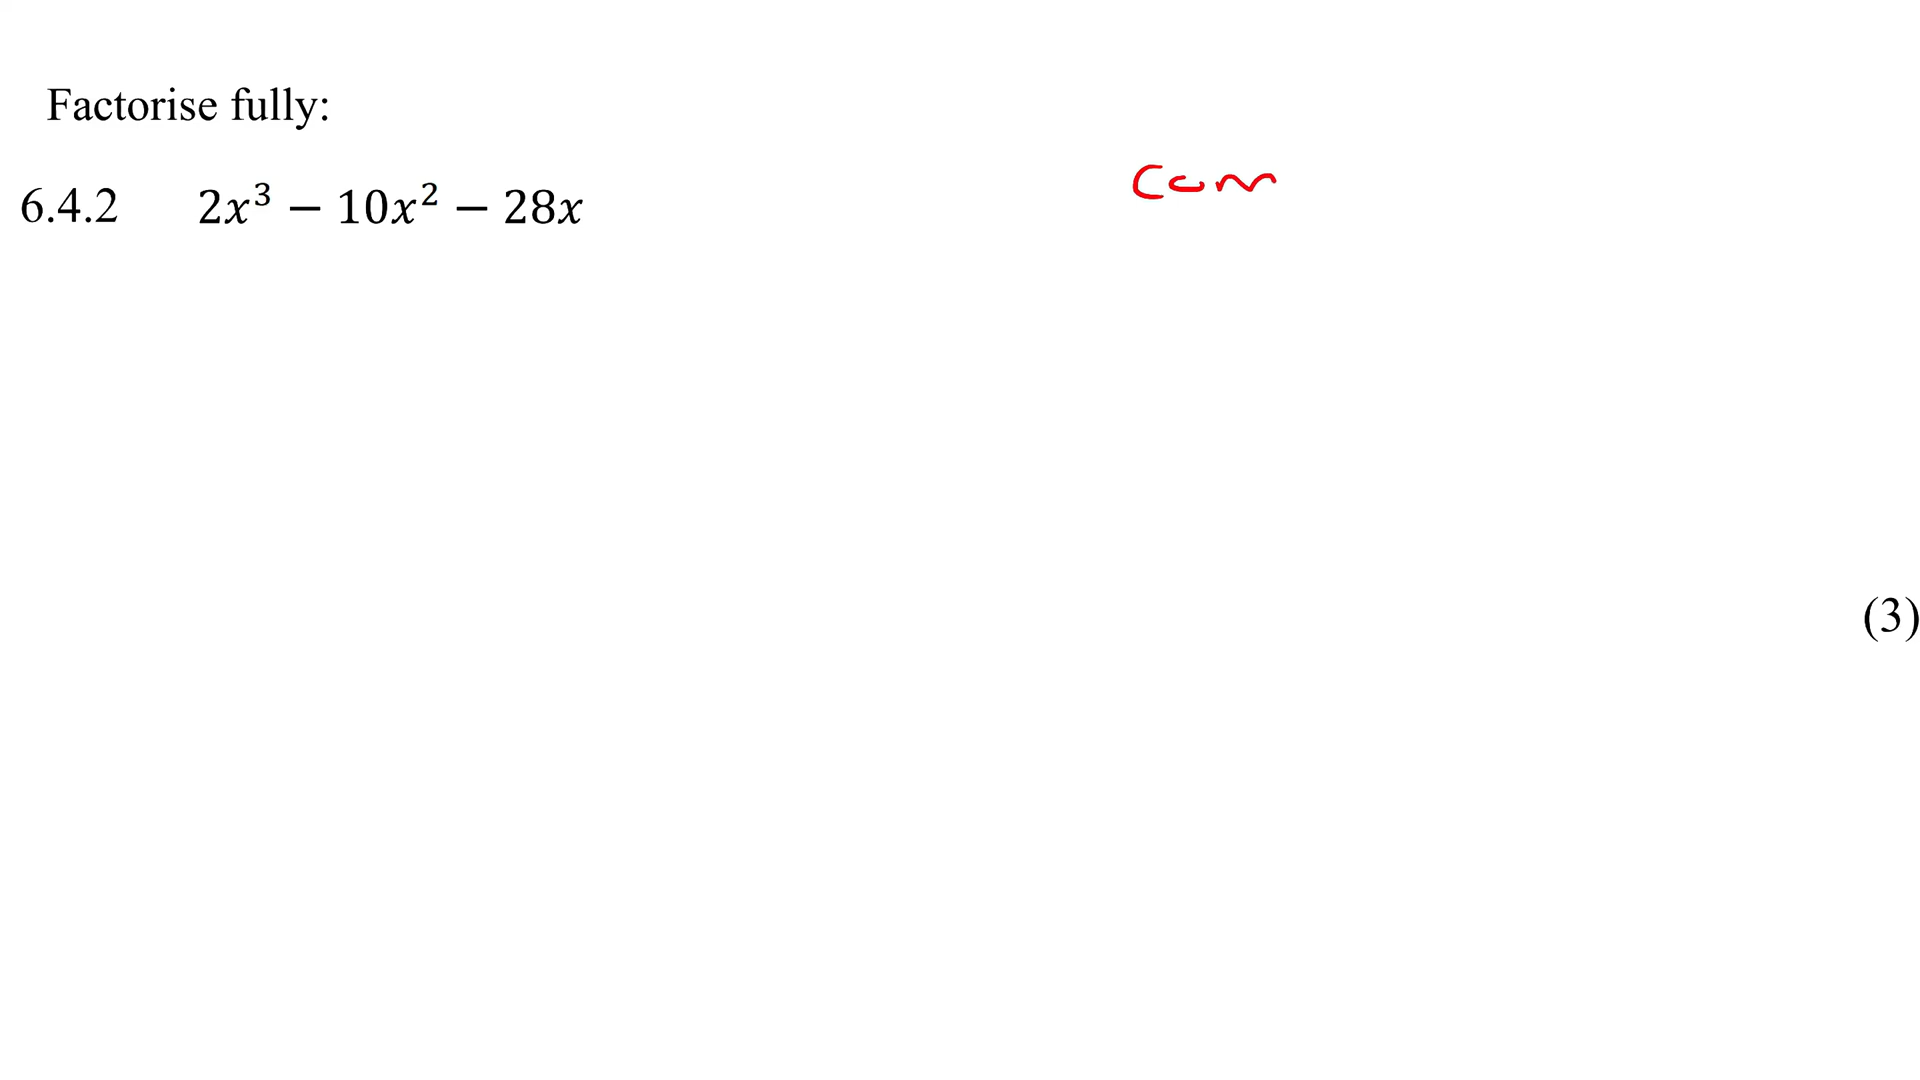 Factorise fully:
com
6.4.2 2x³ − 10x² − 28x
(3)